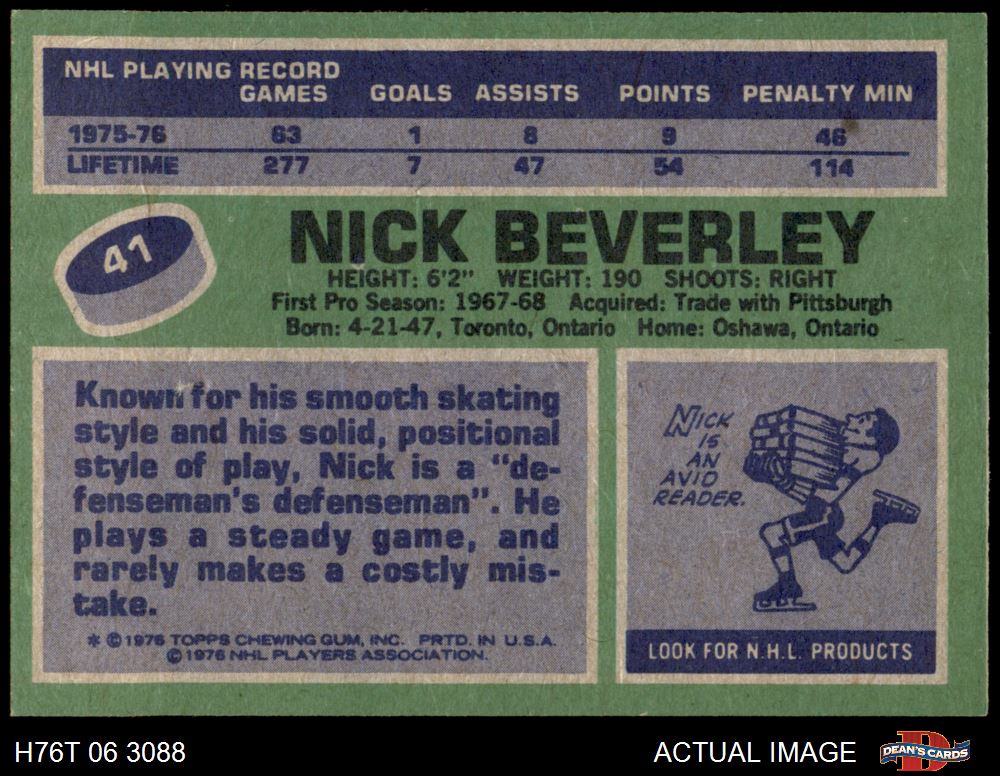 NHL PLAYING RECORD
GAMES GOALS ASSISTS POINTS PENALTY MIN
1975-76 63 1 8 9 46
LIFETIME 277 7 47 54 114
41
NICK BEVERLEY
HEIGHT: 6'2" WEIGHT: 190 SHOOTS: RIGHT
First Pro Season: 1967-68 Acquired: Trade with Pittsburgh
Born: 4-21-47, Toronto, Ontario Home: Oshawa, Ontario
Known for his smooth skating
style and his solid, positional
style of play, Nick is a "de-
fenseman's defenseman". He
plays a steady game, and
rarely makes a costly mis-
take.
* © 1976 TOPPS CHEWING GUM, INC. PRTD. IN U.S.A.
© 1976 NHL PLAYERS ASSOCIATION.
NICK
IS
AN
AVID
READER.
LOOK FOR N.H.L. PRODUCTS
H76T 06 3088 ACTUAL IMAGE
D
DEAN'S CARDS